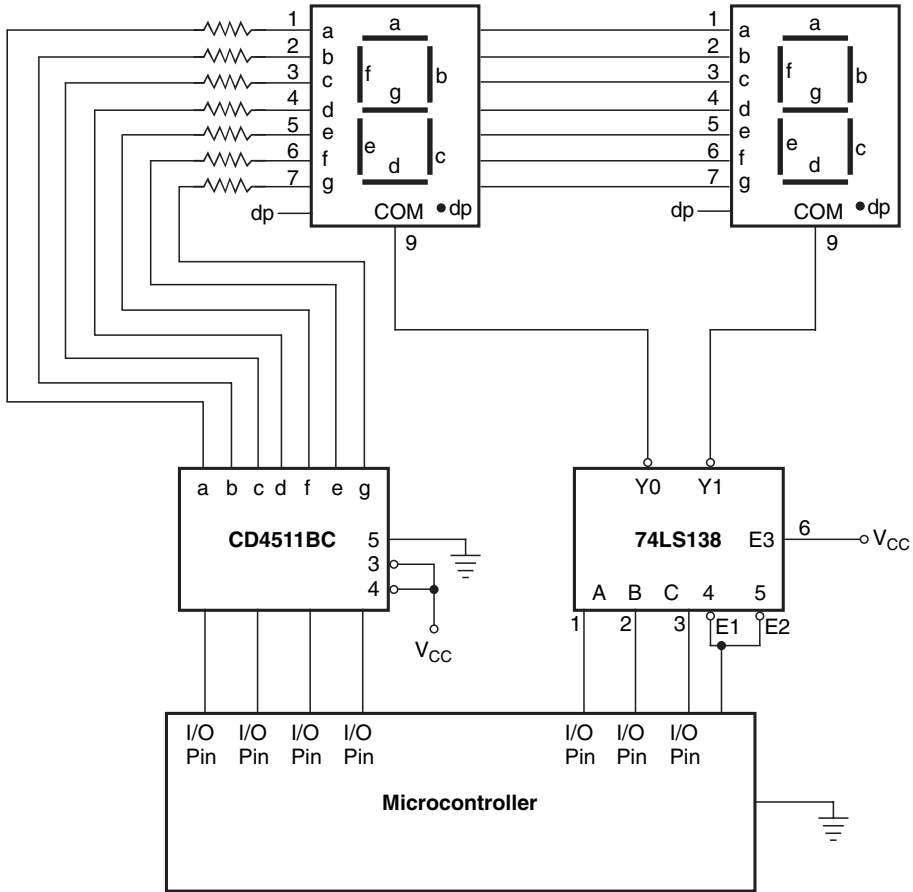 1 a a 1 a a
2 b 2 b
3 c f b 3 c f b
4 d g 4 d g
5 e 5 e
6 f e d c 6 f e d c
7 g 7 g
dp COM dp dp COM dp
9 9
a b c d f e g Y0 Y1
CD4511BC 5 74LS138 E3 6 VCC
3
4 A B C 4 5
1 2 3 E1 E2
VCC
I/O I/O I/O I/O I/O I/O I/O
Pin Pin Pin Pin Pin Pin Pin
Microcontroller